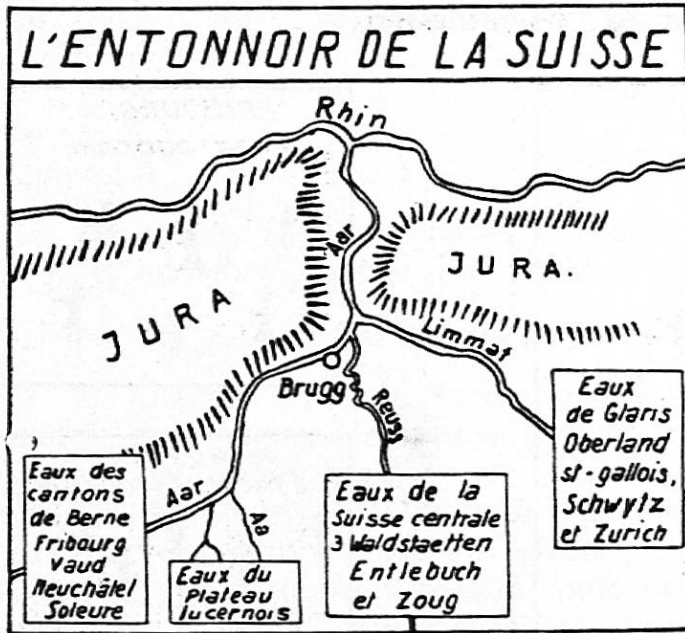 L'ENTONNOIR DE LA SUISSE
Rhin
Aar
JURA
JURA.
Limmat
Brugg
Reuss
Aar
Aa
Eaux des
cantons
de Berne
Fribourg
Vaud
Neuchâtel
Soleure
Eaux du
Plateau
lucernois
Eaux de la
Suisse centrale
3 Waldstaetten
Entlebuch
et Zoug
Eaux
de Glaris
Oberland
st-gallois,
Schwytz
et Zurich